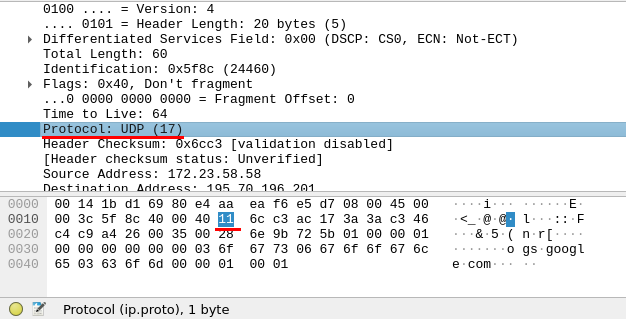 0100 .... = Version: 4
.... 0101 = Header Length: 20 bytes (5)
Differentiated Services Field: 0x00 (DSCP: CS0, ECN: Not-ECT)
Total Length: 60
Identification: 0x5f8c (24460)
Flags: 0x40, Don't fragment
...0 0000 0000 0000 = Fragment Offset: 0
Time to Live: 64
Protocol: UDP (17)
Header Checksum: 0x6cc3 [validation disabled]
[Header checksum status: Unverified]
Source Address: 172.23.58.58
Destination Address: 195.70.196.201
0000 00 14 1b d1 69 80 e4 aa ea f6 e5 d7 08 00 45 00 ····i··· ······E·
0010 00 3c 5f 8c 40 00 40 11 6c c3 ac 17 3a 3a c3 46 ·<_·@·@· l···::·F
0020 c4 c9 a4 26 00 35 00 28 6e 9b 72 5b 01 00 00 01 ···&·5·( n·r[····
0030 00 00 00 00 00 00 03 6f 67 73 06 67 6f 6f 67 6c ·······o gs·googl
0040 65 03 63 6f 6d 00 00 01 00 01 e·com··· ··
Protocol (ip.proto), 1 byte